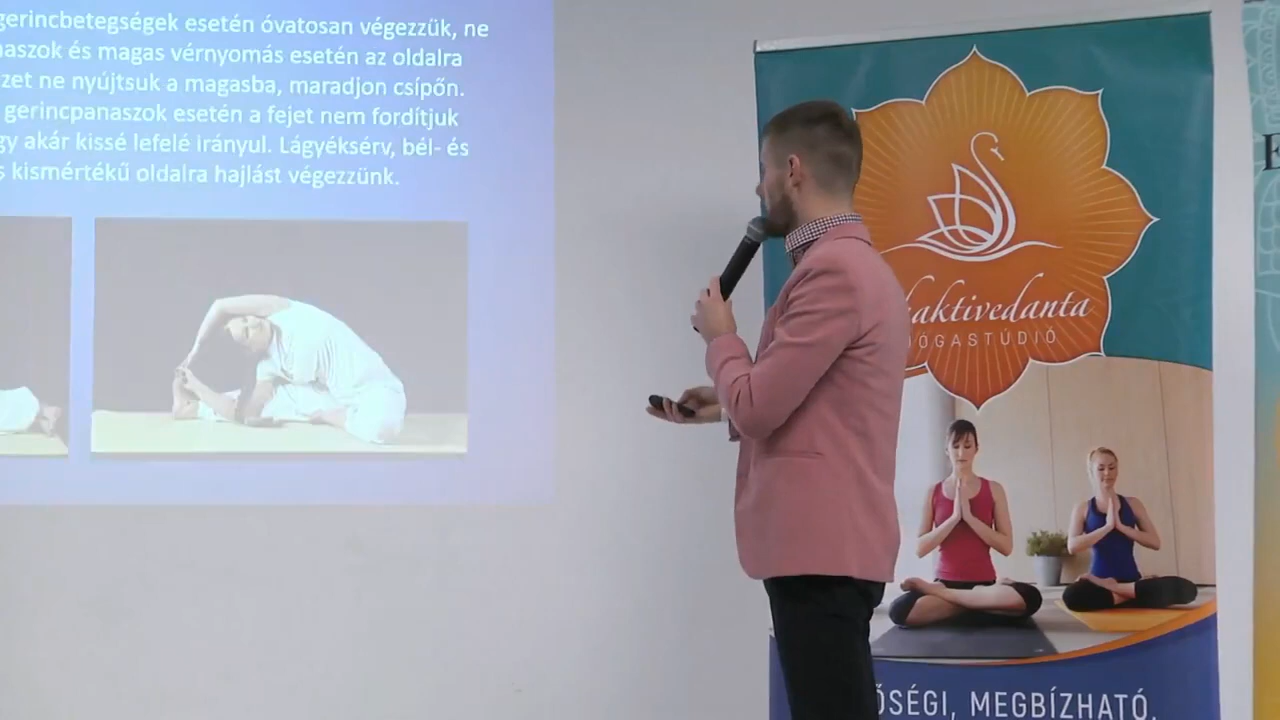 gerincbetegségek esetén óvatosan végezzük, ne
naszok és magas vérnyomás esetén az oldalra
zet ne nyújtsuk a magasba, maradjon csípőn.
gerincpanaszok esetén a fejet nem fordítjuk
gy akár kissé lefelé irányul. Lágyéksérv, bél- és
s kismértékű oldalra hajlást végezzünk.
haktivedanta
JÓGASTÚDIÓ
ŐSÉGI, MEGBÍZHATÓ,
E